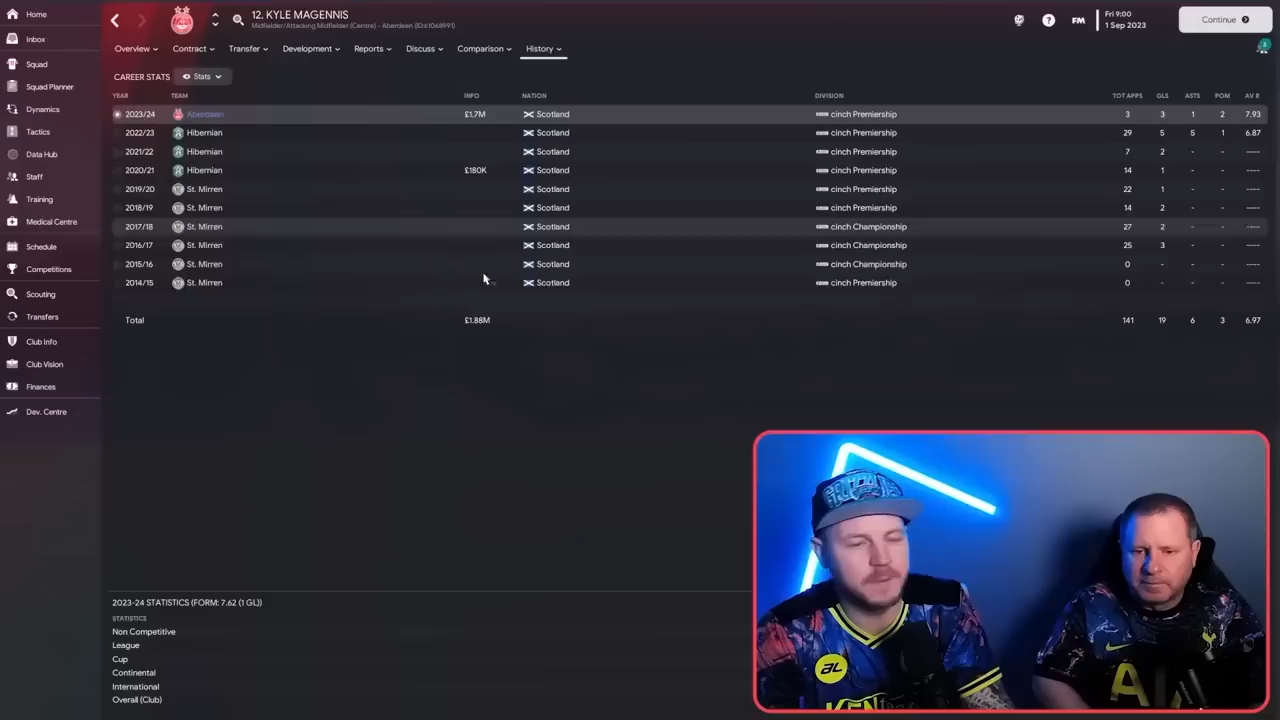 Home
Inbox
Squad
Squad Planner
Dynamics
Tactics
Data Hub
Staff
Training
Medical Centre
Schedule
Competitions
Scouting
Transfers
Club Info
Club Vision
Finances
Dev. Centre
12. KYLE MAGENNIS
Midfielder/Attacking Midfielder (Centre) - Aberdeen (ID:61068991)
FM
Fri 9:00
1 Sep 2023
Continue
Overview Contract Transfer Development Reports Discuss Comparison History
CAREER STATS Stats
YEAR TEAM INFO NATION DIVISION TOT APPS GLS ASTS POM AV R
2023/24 Aberdeen £1.7M Scotland cinch Premiership 3 3 1 2 7.93
2022/23 Hibernian Scotland cinch Premiership 29 5 5 1 6.87
2021/22 Hibernian Scotland cinch Premiership 7 2 - - ----
2020/21 Hibernian £180K Scotland cinch Premiership 14 1 - - ----
2019/20 St. Mirren Scotland cinch Premiership 22 1 - - ----
2018/19 St. Mirren Scotland cinch Premiership 14 2 - - ----
2017/18 St. Mirren Scotland cinch Championship 27 2 - - ----
2016/17 St. Mirren Scotland cinch Championship 25 3 - - ----
2015/16 St. Mirren Scotland cinch Championship 0 - - - ----
2014/15 St. Mirren Scotland cinch Premiership 0 - - - ----
Total £1.88M 141 19 6 3 6.97
2023-24 STATISTICS (FORM: 7.62 (1 GL))
STATISTICS
Non Competitive
League
Cup
Continental
International
Overall (Club)